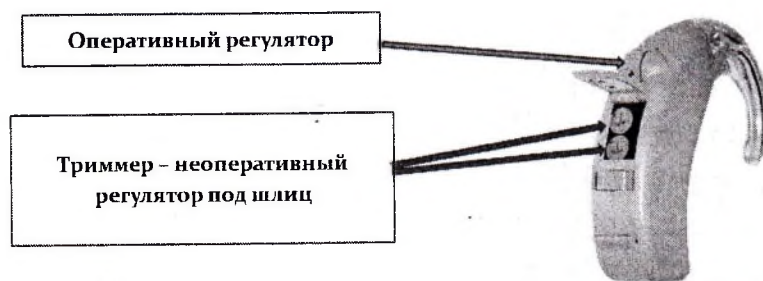 Оперативный регулятор
Триммер – неоперативный
регулятор под шлиц